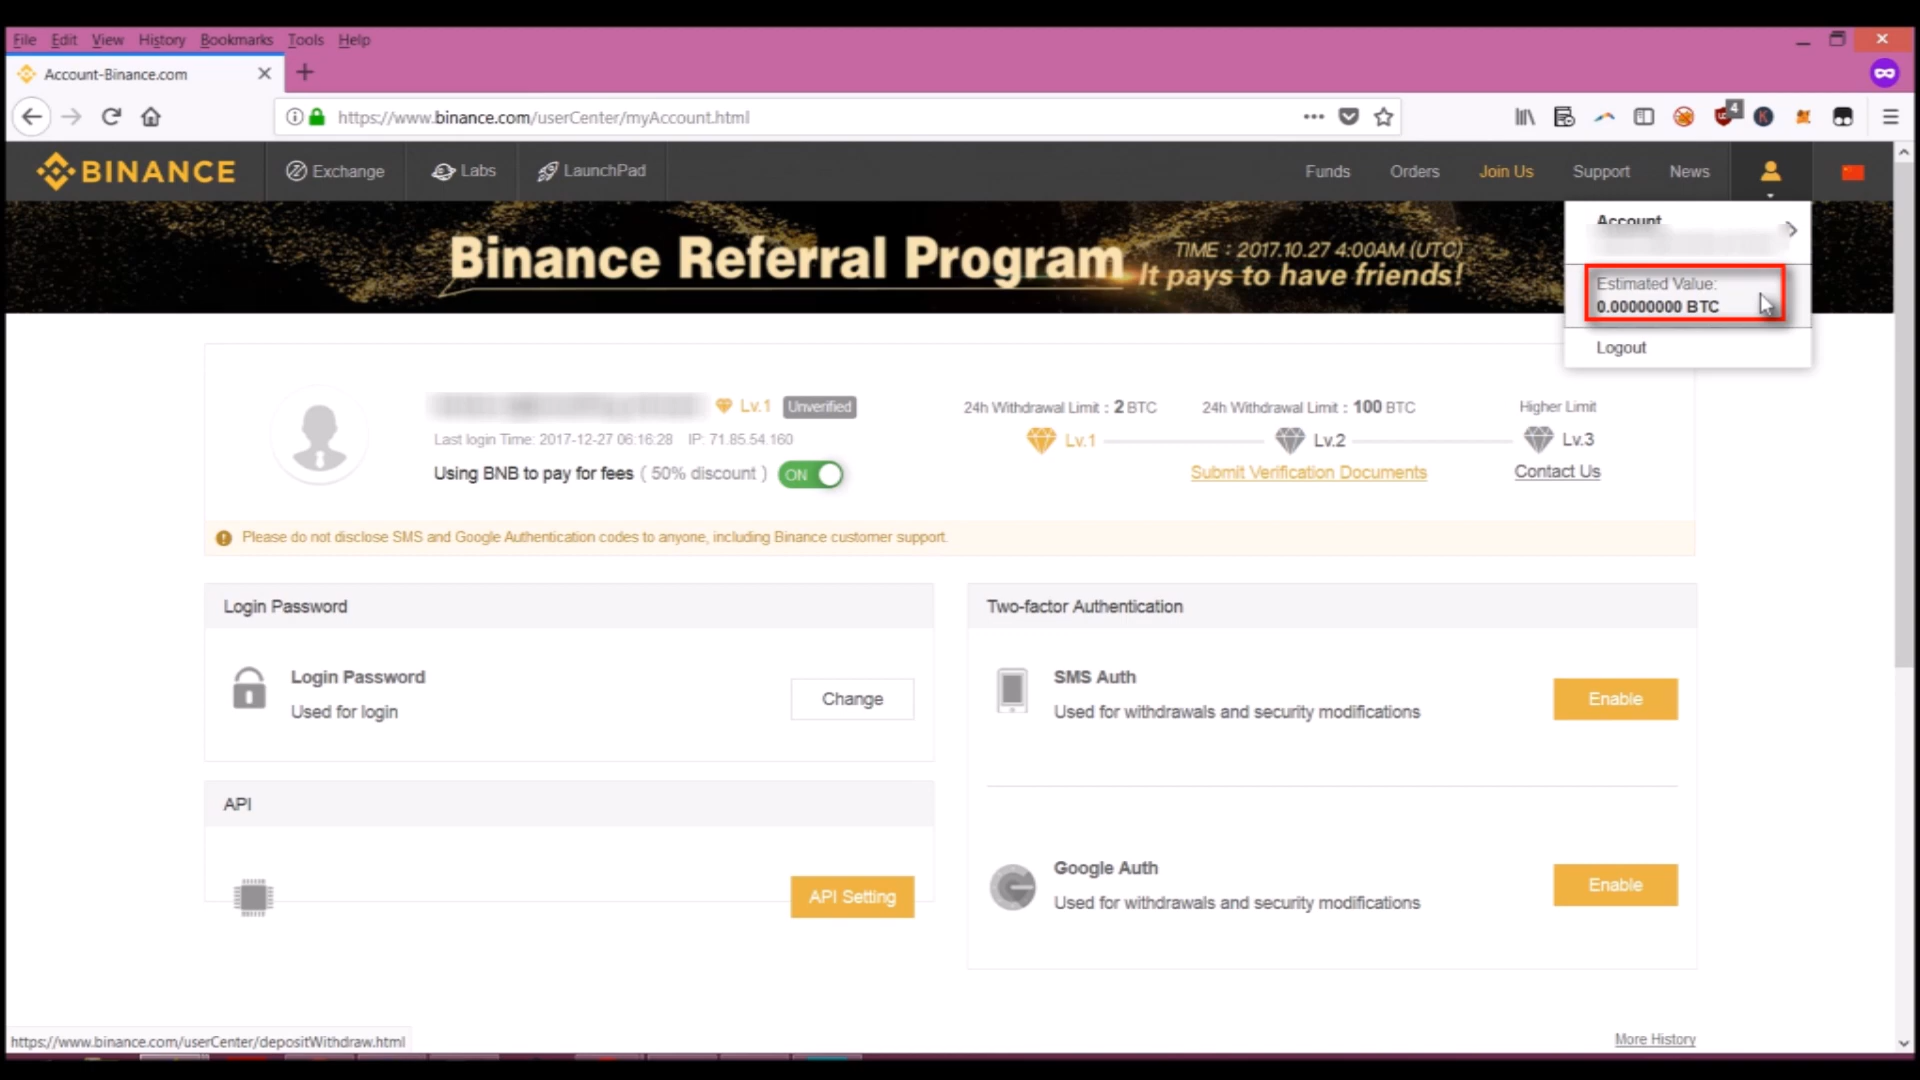 File Edit View History Bookmarks Tools Help
Account-Binance.com
https://www.binance.com/userCenter/myAccount.html
4
BINANCE Exchange Labs LaunchPad Funds Orders Join Us Support News
Binance Referral Program
TIME : 2017.10.27 4:00AM (UTC)
It pays to have friends!
Account
Estimated Value:
0.00000000 BTC
Logout
Lv.1 Unverified
Last login Time: 2017-12-27 06:16:28 IP: 71.85.54.160
Using BNB to pay for fees ( 50% discount ) ON
24h Withdrawal Limit : 2 BTC 24h Withdrawal Limit : 100 BTC Higher Limit
Lv.1 Lv.2 Lv.3
Submit Verification Documents Contact Us
Please do not disclose SMS and Google Authentication codes to anyone, including Binance customer support.
Login Password
Login Password
Used for login
Change
API
API Setting
Two-factor Authentication
SMS Auth
Used for withdrawals and security modifications
Enable
Google Auth
Used for withdrawals and security modifications
Enable
More History
https://www.binance.com/userCenter/depositWithdraw.html